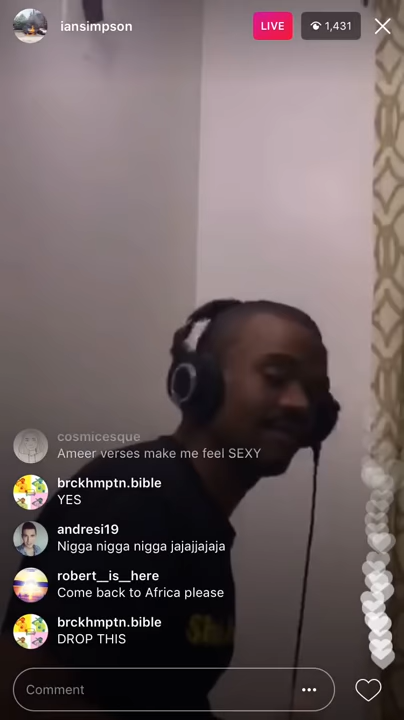 iansimpson
LIVE
1,431
cosmicesque
Ameer verses make me feel SEXY
brckhmptn.bible
YES
andresi19
Nigga nigga nigga jajajjajaja
robert__is__here
Come back to Africa please
brckhmptn.bible
DROP THIS
Comment